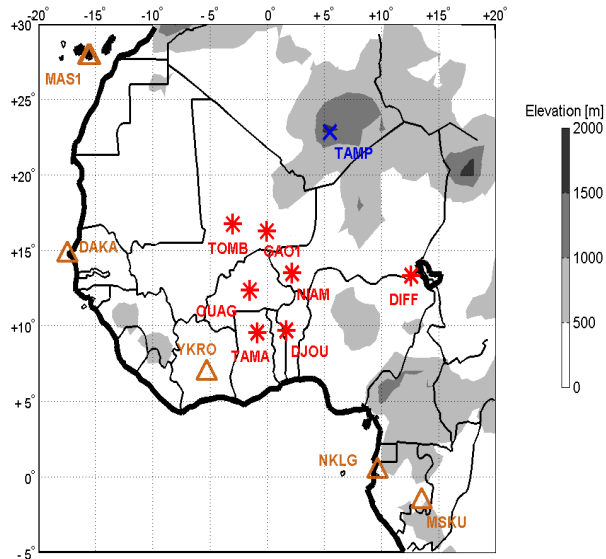 -15 -10 -5 0 +5 +10 +15 +20
+30
MAS1
Elevation [m]
2000
+25
TAMP
1500
+20
1000
TOMB GAO1
+15
DAKA
NIAM
DIFF
500
OUAG
+10
YKRO
TAMA DJOU
0
+5
NKLG
0
MSKU
-5